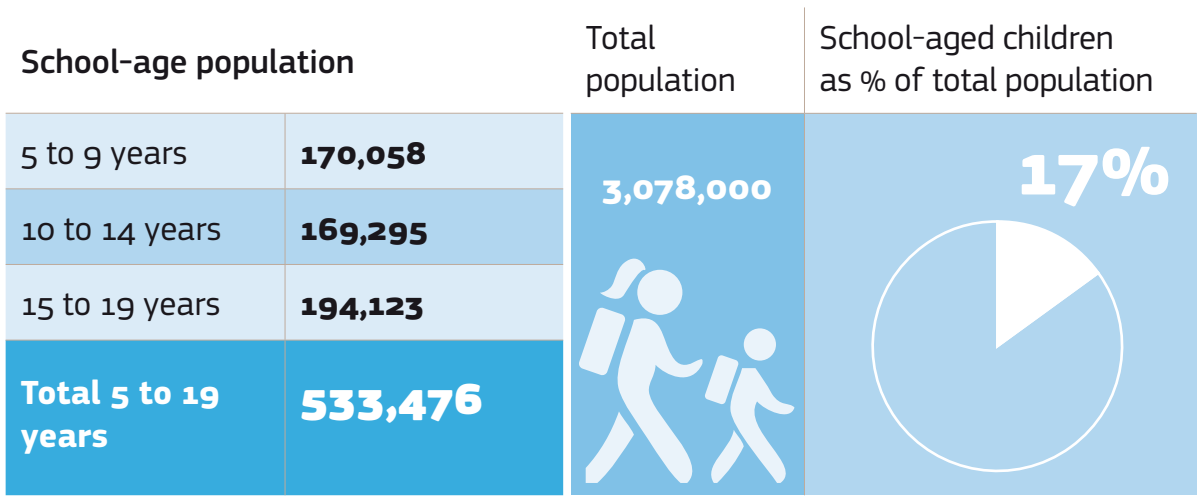 School-age population
Total
population
School-aged children
as % of total population
5 to 9 years
170,058
10 to 14 years
169,295
15 to 19 years
194,123
Total 5 to 19
years
533,476
3,078,000
17%